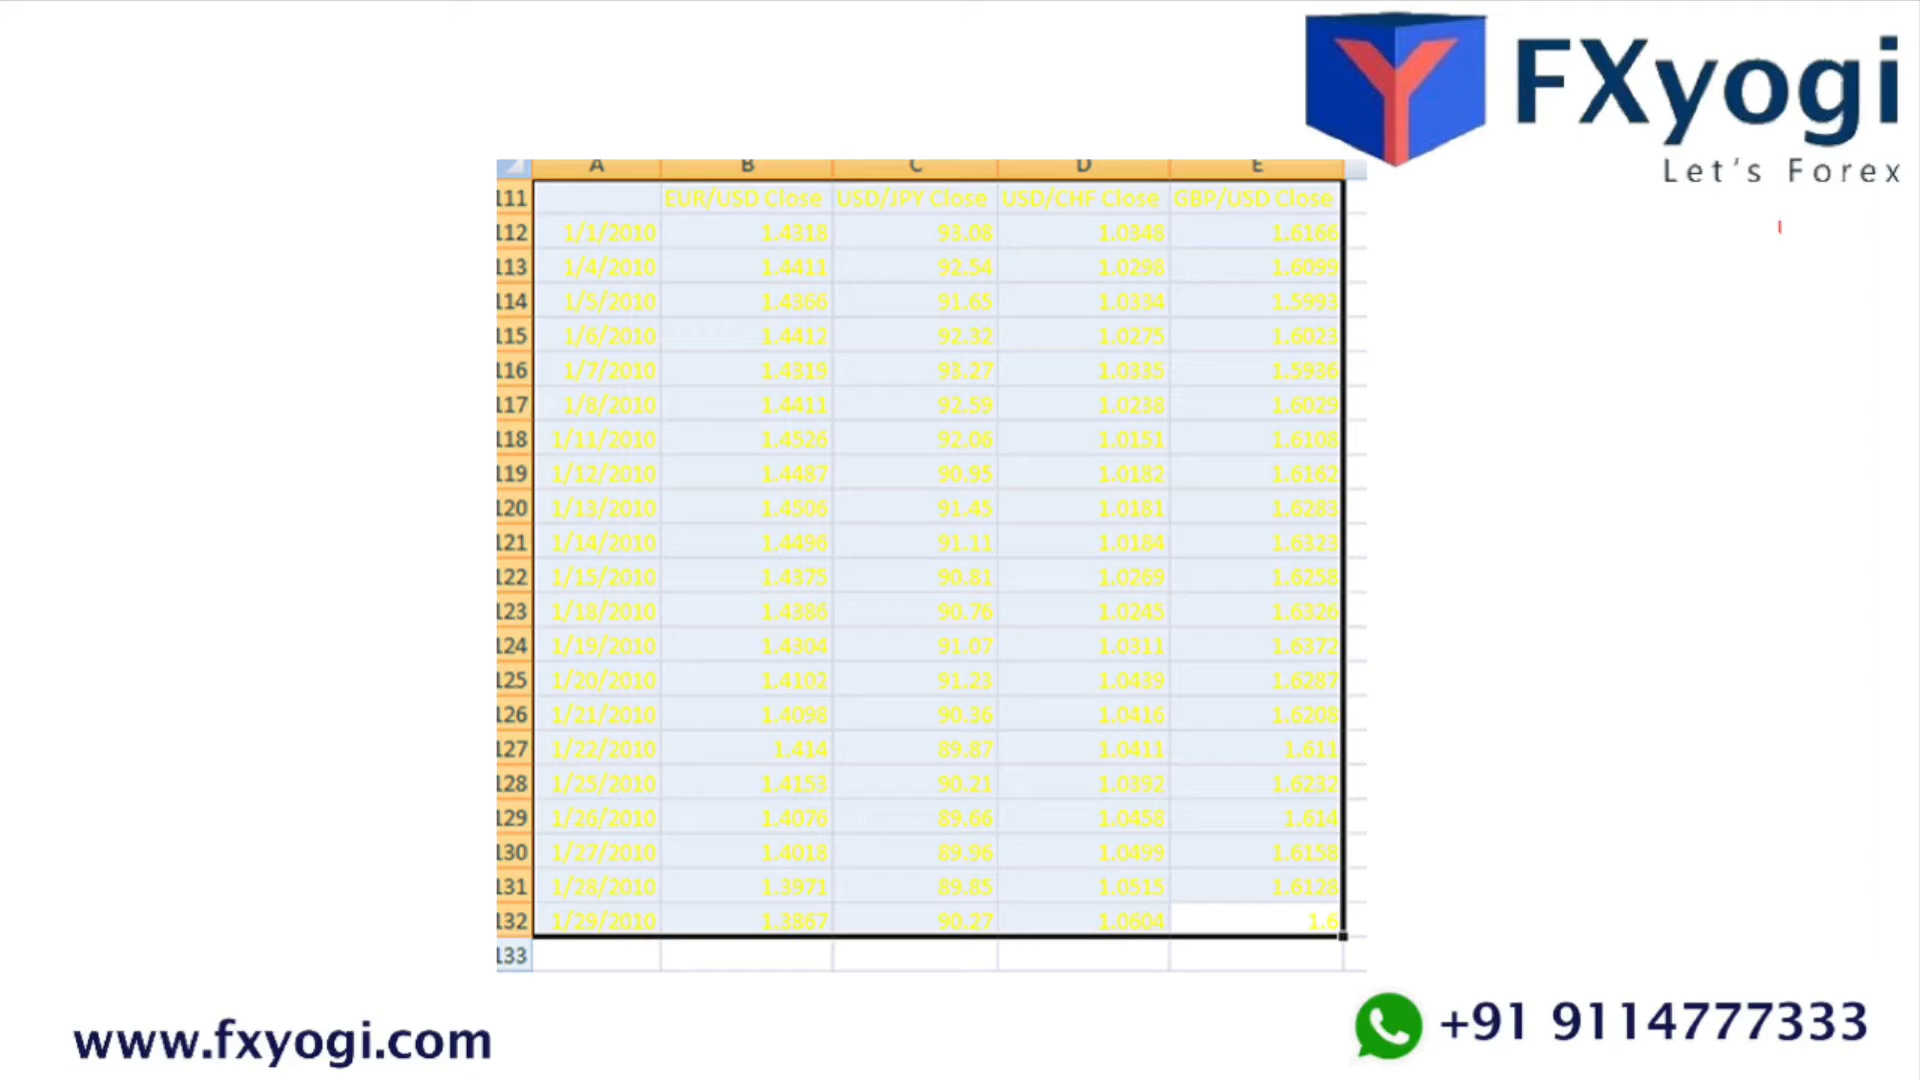 FXyogi
Let's Forex
A B C D E
111 EUR/USD Close USD/JPY Close USD/CHF Close GBP/USD Close
112 1/1/2010 1.4318 93.08 1.0348 1.6166
113 1/4/2010 1.4411 92.54 1.0298 1.6099
114 1/5/2010 1.4366 91.65 1.0334 1.5993
115 1/6/2010 1.4412 92.32 1.0275 1.6023
116 1/7/2010 1.4319 93.27 1.0335 1.5936
117 1/8/2010 1.4411 92.59 1.0238 1.6029
118 1/11/2010 1.4526 92.06 1.0151 1.6108
119 1/12/2010 1.4487 90.95 1.0182 1.6162
120 1/13/2010 1.4506 91.45 1.0181 1.6283
121 1/14/2010 1.4496 91.11 1.0184 1.6323
122 1/15/2010 1.4375 90.81 1.0269 1.6258
123 1/18/2010 1.4386 90.76 1.0245 1.6326
124 1/19/2010 1.4304 91.07 1.0311 1.6372
125 1/20/2010 1.4102 91.23 1.0439 1.6287
126 1/21/2010 1.4098 90.36 1.0416 1.6208
127 1/22/2010 1.414 89.87 1.0411 1.611
128 1/25/2010 1.4153 90.21 1.0392 1.6232
129 1/26/2010 1.4076 89.66 1.0458 1.614
130 1/27/2010 1.4018 89.96 1.0499 1.6158
131 1/28/2010 1.3971 89.85 1.0515 1.6128
132 1/29/2010 1.3867 90.27 1.0604 1.6
133
www.fxyogi.com
+91 9114777333